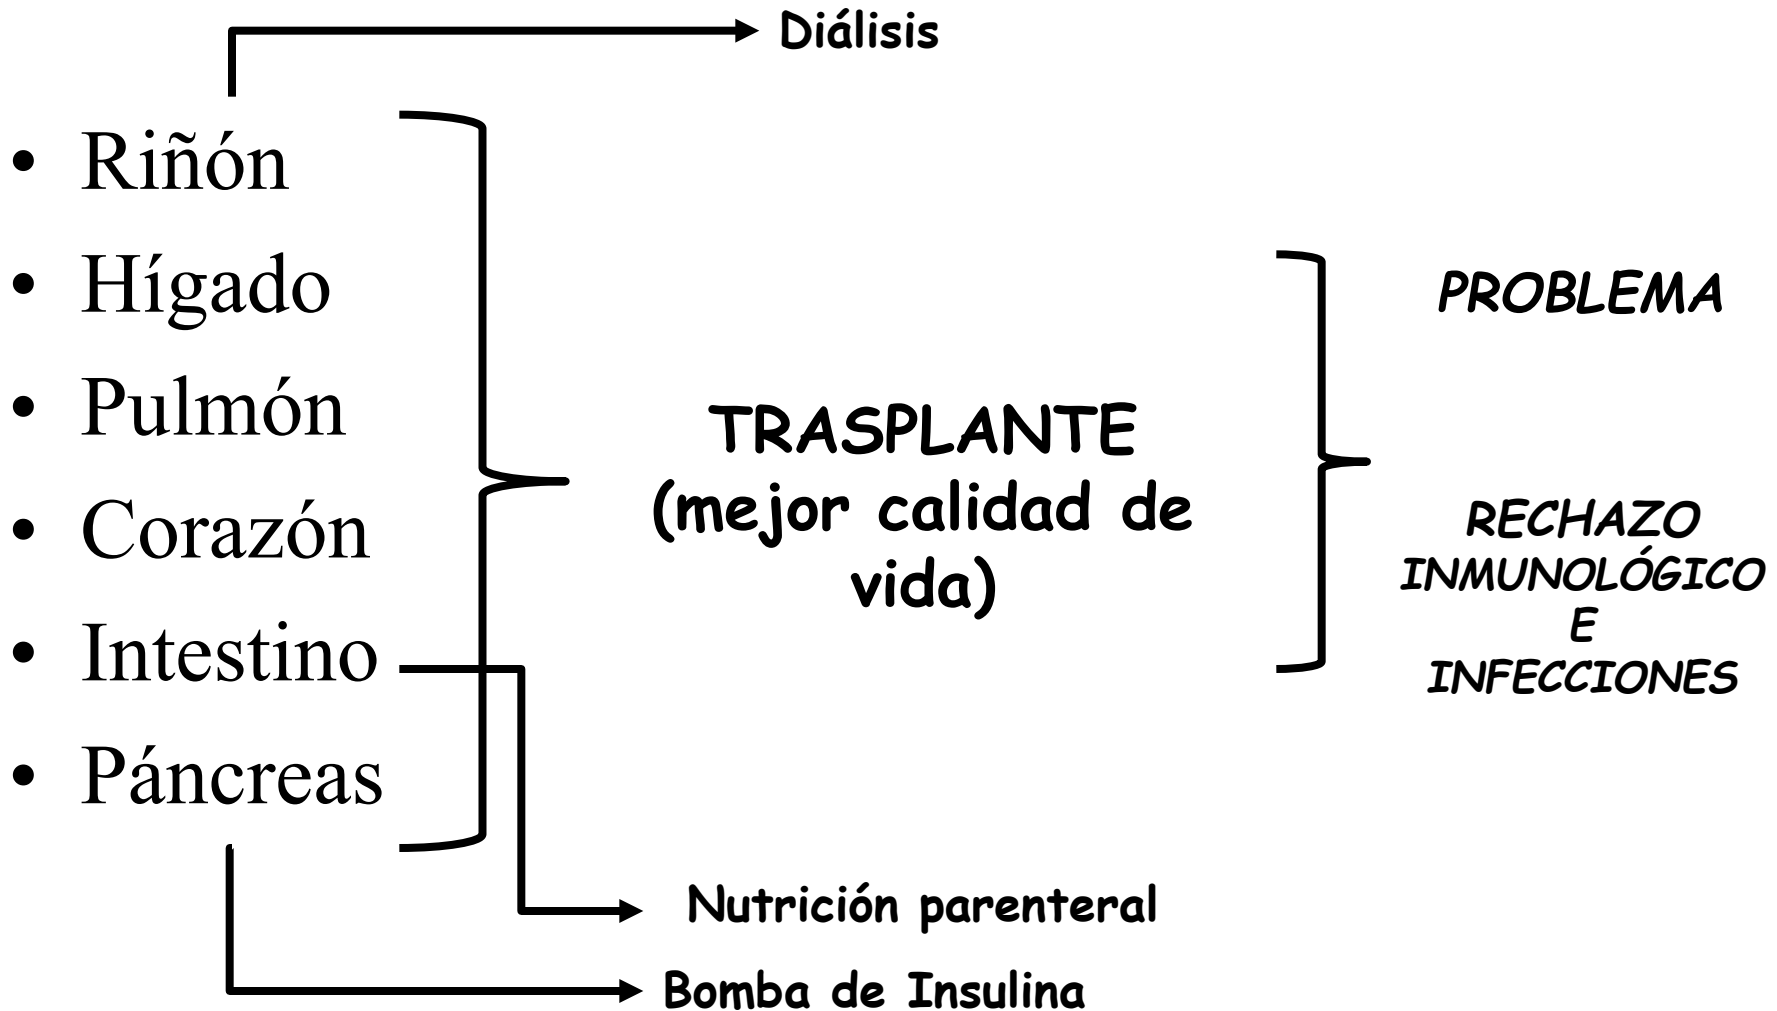 Diálisis
• Riñón
• Hígado
• Pulmón
• Corazón
• Intestino
• Páncreas
TRASPLANTE
(mejor calidad de
vida)
PROBLEMA
RECHAZO
INMUNOLÓGICO
E
INFECCIONES
Nutrición parenteral
Bomba de Insulina